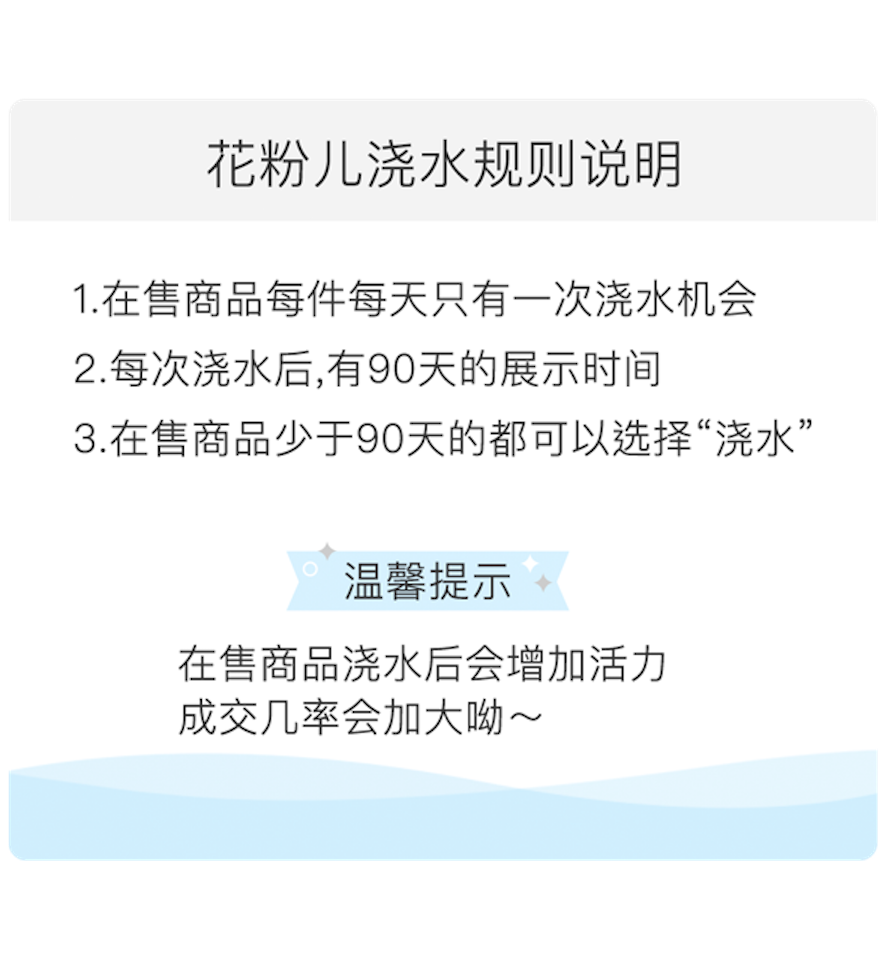 花粉儿浇水规则说明
1.在售商品每件每天只有一次浇水机会
2.每次浇水后,有90天的展示时间
3.在售商品少于90天的都可以选择“浇水”
温馨提示
在售商品浇水后会增加活力
成交几率会加大呦～